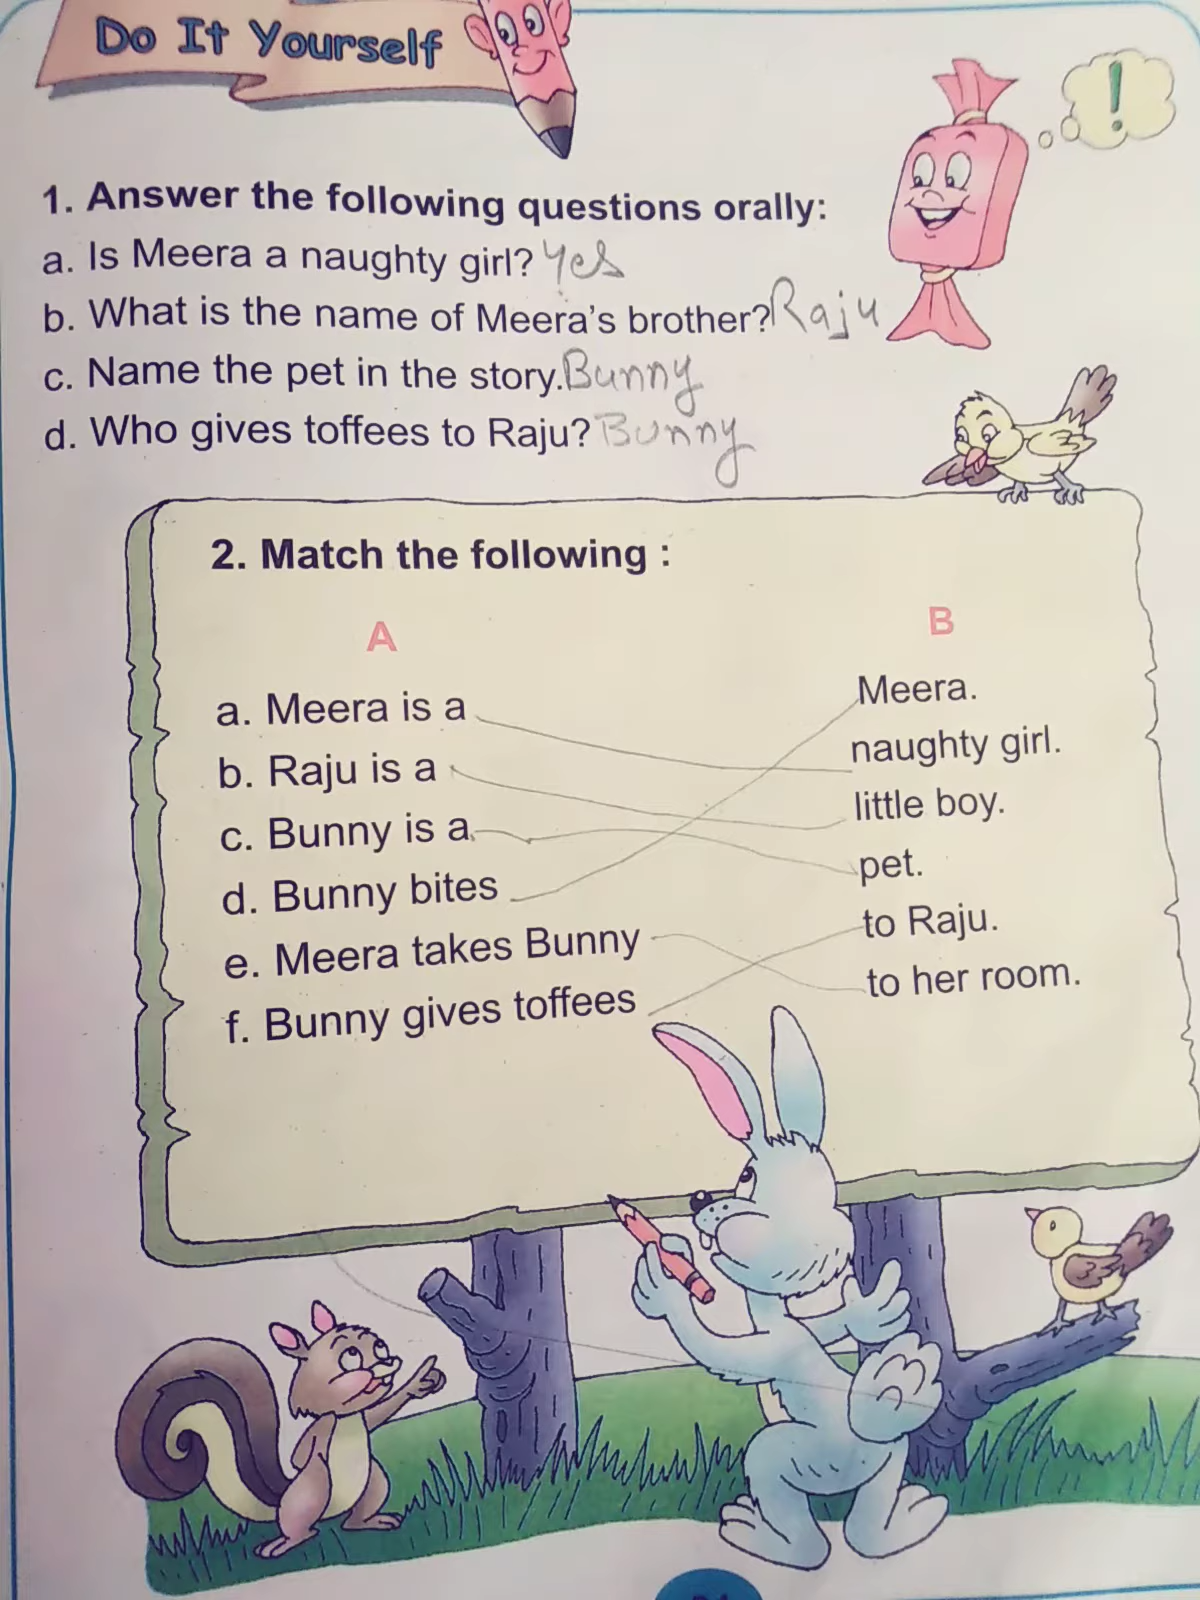 Do It Yourself
!
1. Answer the following questions orally:
a. Is Meera a naughty girl? Yes
b. What is the name of Meera's brother? Raju
c. Name the pet in the story. Bunny
d. Who gives toffees to Raju? Bunny
2. Match the following :
A B
a. Meera is a Meera.
b. Raju is a naughty girl.
c. Bunny is a little boy.
d. Bunny bites pet.
e. Meera takes Bunny to Raju.
f. Bunny gives toffees to her room.